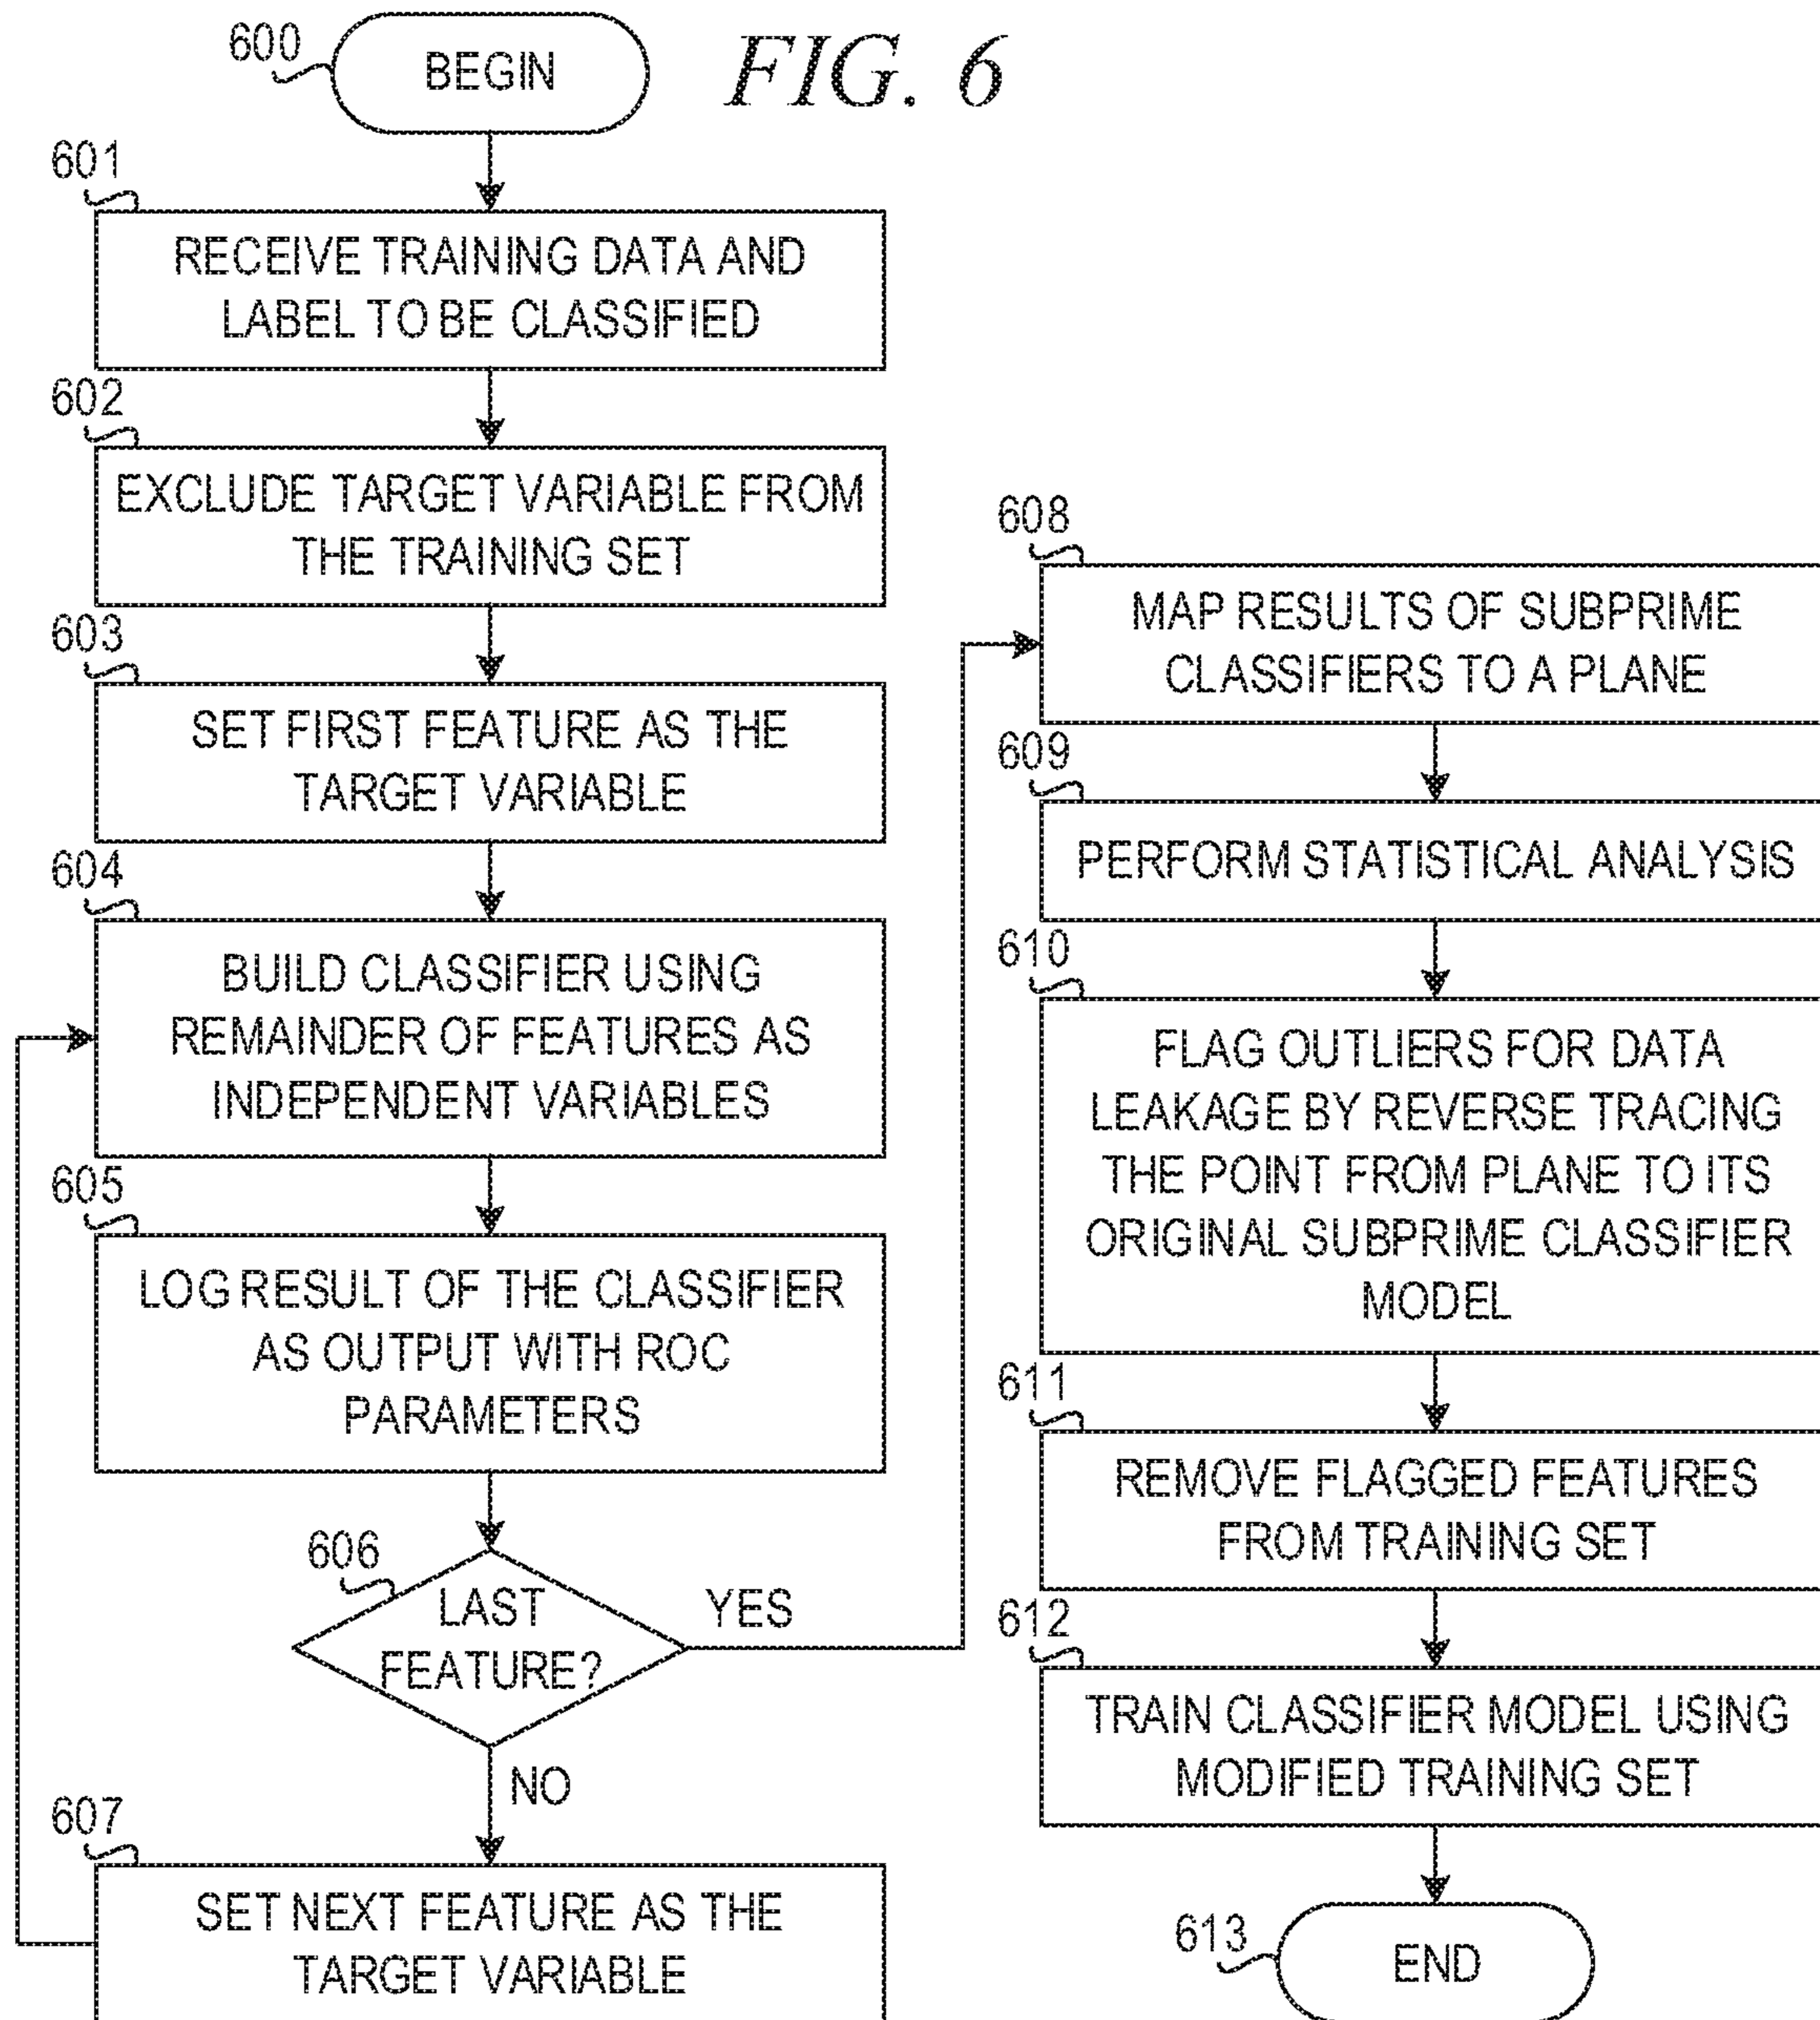 600
BEGIN
FIG. 6
601
RECEIVE TRAINING DATA AND
LABEL TO BE CLASSIFIED
602
EXCLUDE TARGET VARIABLE FROM
THE TRAINING SET
603
SET FIRST FEATURE AS THE
TARGET VARIABLE
604
BUILD CLASSIFIER USING
REMAINDER OF FEATURES AS
INDEPENDENT VARIABLES
605
LOG RESULT OF THE CLASSIFIER
AS OUTPUT WITH ROC
PARAMETERS
606
LAST
FEATURE?
YES
NO
607
SET NEXT FEATURE AS THE
TARGET VARIABLE
608
MAP RESULTS OF SUBPRIME
CLASSIFIERS TO A PLANE
609
PERFORM STATISTICAL ANALYSIS
610
FLAG OUTLIERS FOR DATA
LEAKAGE BY REVERSE TRACING
THE POINT FROM PLANE TO ITS
ORIGINAL SUBPRIME CLASSIFIER
MODEL
611
REMOVE FLAGGED FEATURES
FROM TRAINING SET
612
TRAIN CLASSIFIER MODEL USING
MODIFIED TRAINING SET
613
END